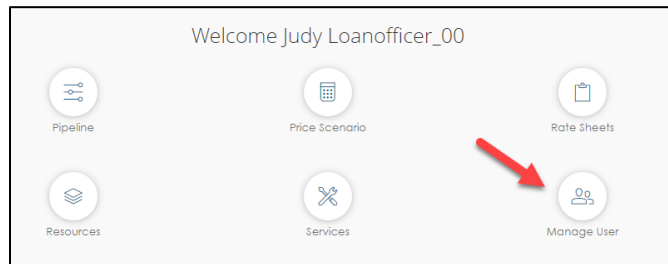 Welcome Judy Loanofficer_00
Pipeline
Price Scenario
Rate Sheets
Resources
Services
Manage User